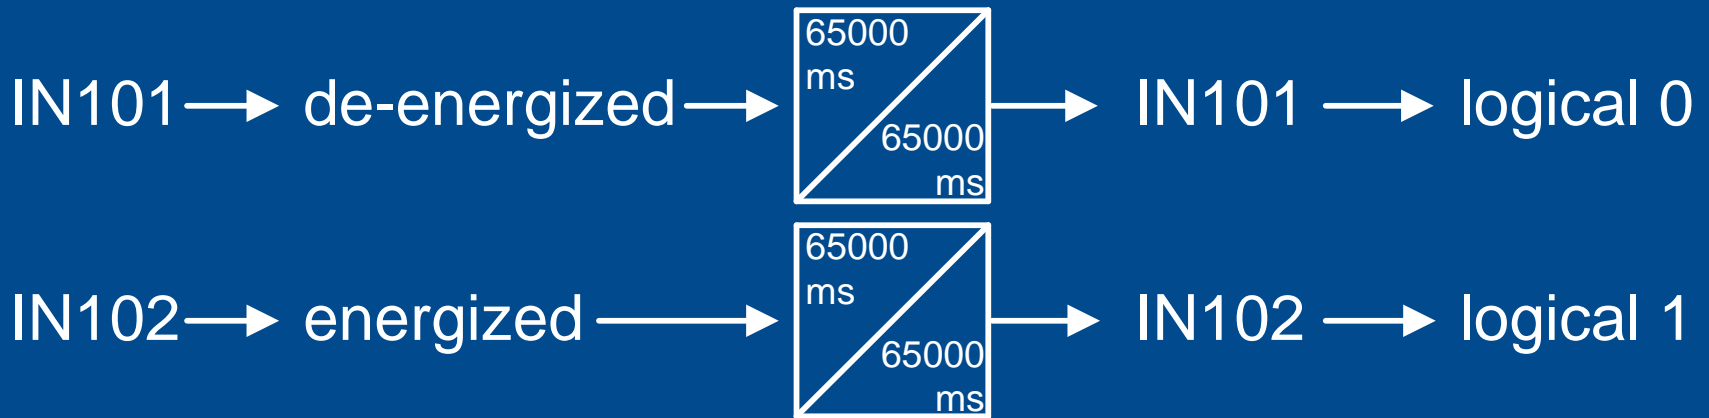 IN101 de-energized 65000 ms 65000 ms IN101 logical 0
IN102 energized 65000 ms 65000 ms IN102 logical 1